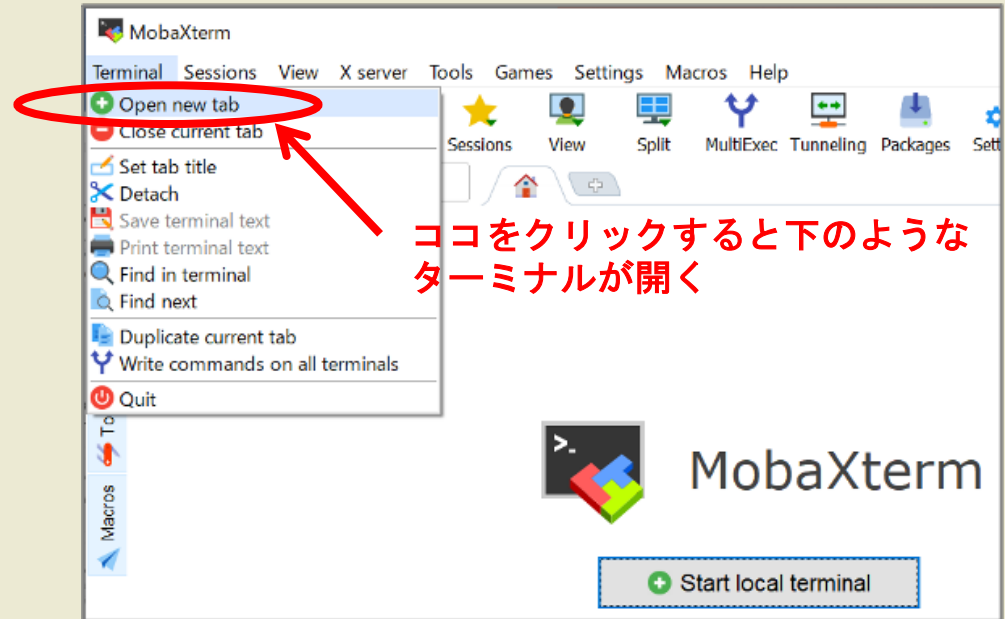 MobaXterm
Terminal Sessions View X server Tools Games Settings Macros Help
Open new tab
Close current tab
Sessions View Split MultiExec Tunneling Packages Sett
Set tab title
Detach
Save terminal text
Print terminal text
Find in terminal
Find next
Duplicate current tab
Write commands on all terminals
Quit
ココをクリックすると下のような
ターミナルが開く
To
Macros
>_
MobaXterm
Start local terminal